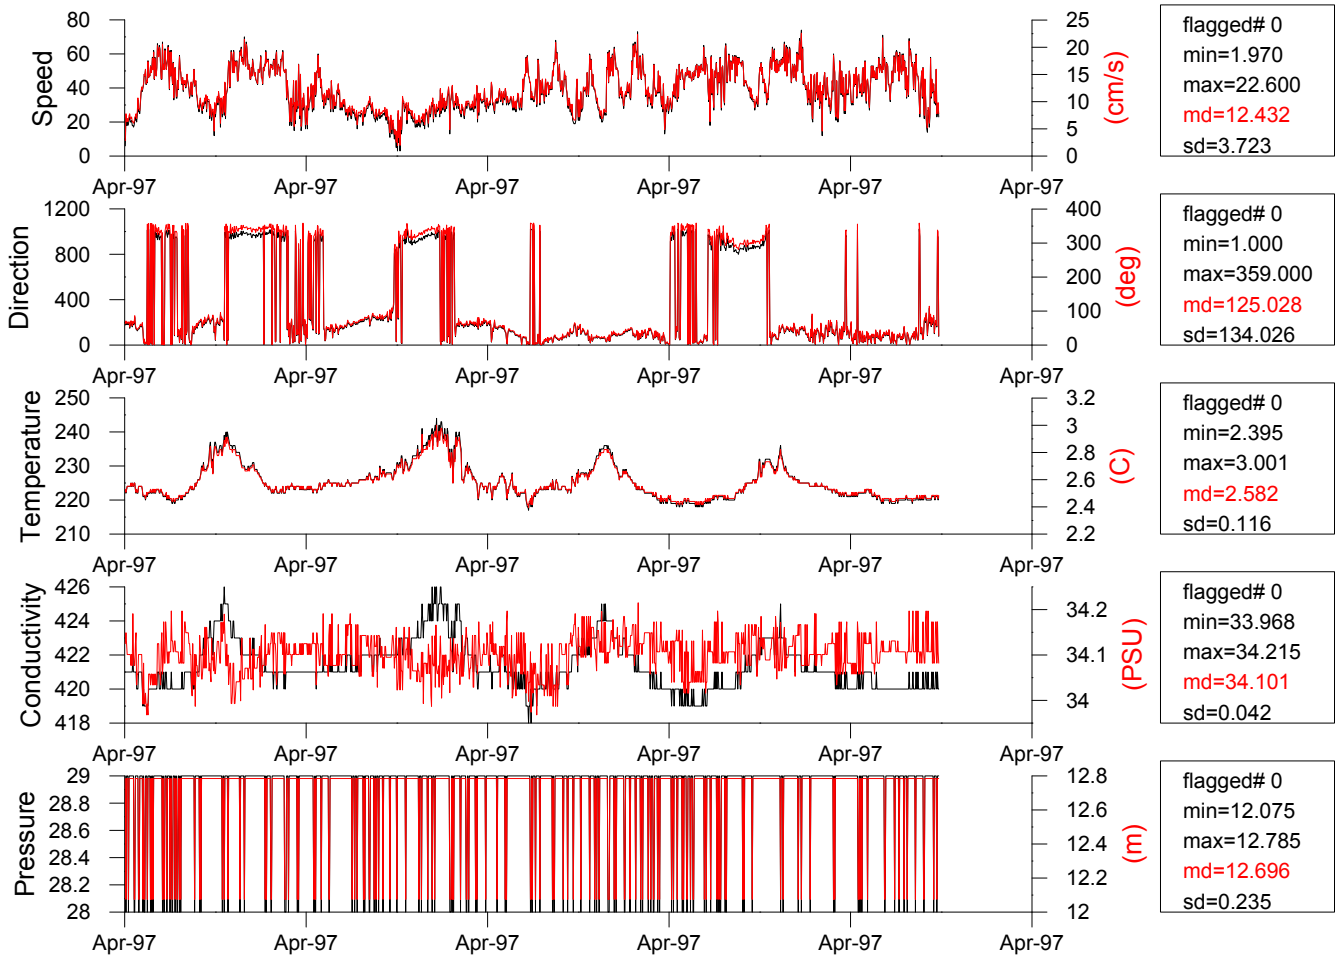 80
60
40
20
0
Speed
25
20
15
10
5
0
(cm/s)
Apr-97 Apr-97 Apr-97 Apr-97 Apr-97 Apr-97
flagged# 0
min=1.970
max=22.600
md=12.432
sd=3.723
1200
800
400
0
Direction
400
300
200
100
0
(deg)
Apr-97 Apr-97 Apr-97 Apr-97 Apr-97 Apr-97
flagged# 0
min=1.000
max=359.000
md=125.028
sd=134.026
250
240
230
220
210
Temperature
3.2
3
2.8
2.6
2.4
2.2
(C)
Apr-97 Apr-97 Apr-97 Apr-97 Apr-97 Apr-97
flagged# 0
min=2.395
max=3.001
md=2.582
sd=0.116
426
424
422
420
418
Conductivity
34.2
34.1
34
(PSU)
Apr-97 Apr-97 Apr-97 Apr-97 Apr-97 Apr-97
flagged# 0
min=33.968
max=34.215
md=34.101
sd=0.042
29
28.8
28.6
28.4
28.2
28
Pressure
12.8
12.6
12.4
12.2
12
(m)
Apr-97 Apr-97 Apr-97 Apr-97 Apr-97 Apr-97
flagged# 0
min=12.075
max=12.785
md=12.696
sd=0.235